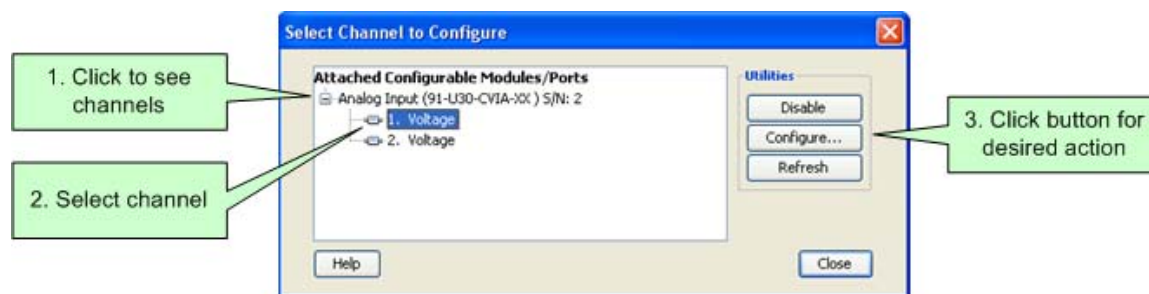 Select Channel to Configure
1. Click to see
channels
Attached Configurable Modules/Ports
Analog Input (91-U30-CVIA-XX ) S/N: 2
1. Voltage
2. Voltage
2. Select channel
Utilities
Disable
Configure...
Refresh
3. Click button for
desired action
Help
Close